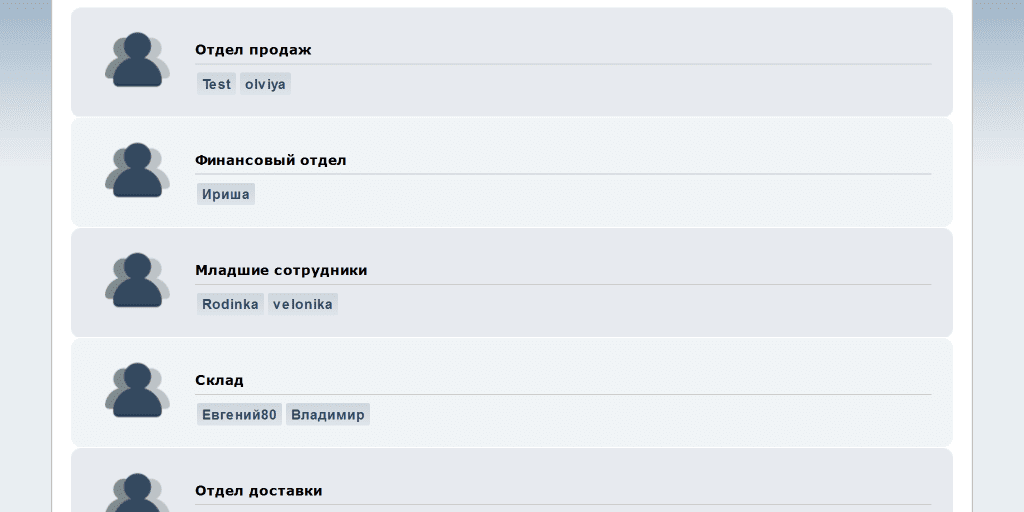 Отдел продаж
Test olviya
Финансовый отдел
Ириша
Младшие сотрудники
Rodinka velonika
Склад
Евгений80 Владимир
Отдел доставки